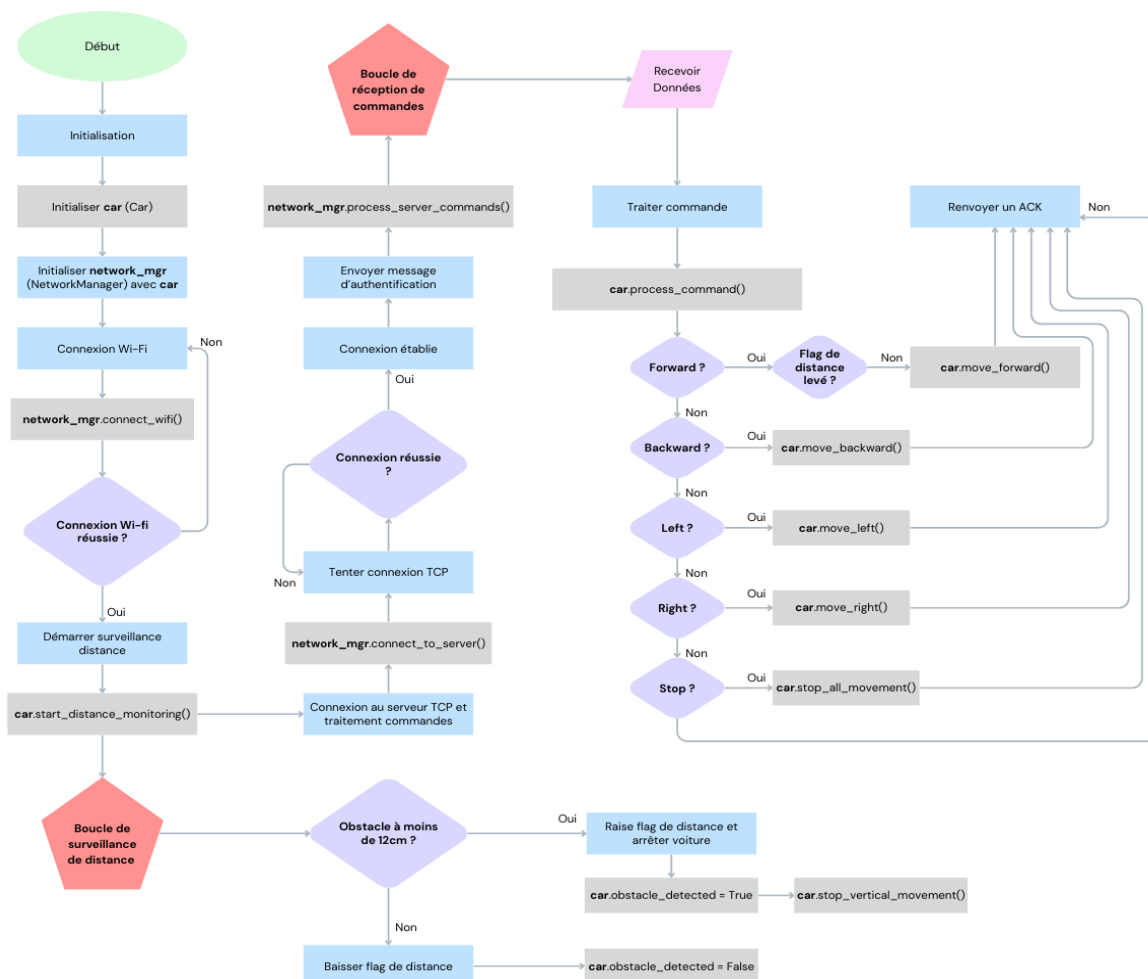 Début
Initialisation
Initialiser car (Car)
Initialiser network_mgr
(NetworkManager) avec car
Connexion Wi-Fi
Non
network_mgr.connect_wifi()
Connexion Wi-fi
réussie ?
Oui
Démarrer surveillance
distance
car.start_distance_monitoring()
Boucle de
surveillance
de distance
Boucle de
réception de
commandes
network_mgr.process_server_commands()
Envoyer message
d'authentification
Connexion établie
Oui
Connexion réussie
?
Non
Tenter connexion TCP
network_mgr.connect_to_server()
Connexion au serveur TCP et
traitement commandes
Recevoir
Données
Traiter commande
car.process_command()
Forward ?
Oui
Flag de
distance
levé ?
Non
car.move_forward()
Non
Backward ?
Oui
car.move_backward()
Non
Left ?
Oui
car.move_left()
Non
Right ?
Oui
car.move_right()
Non
Stop ?
Oui
car.stop_all_movement()
Renvoyer un ACK
Non
Obstacle à moins
de 12cm ?
Oui
Raise flag de distance et
arrêter voiture
car.obstacle_detected = True
car.stop_vertical_movement()
Non
Baisser flag de distance
car.obstacle_detected = False